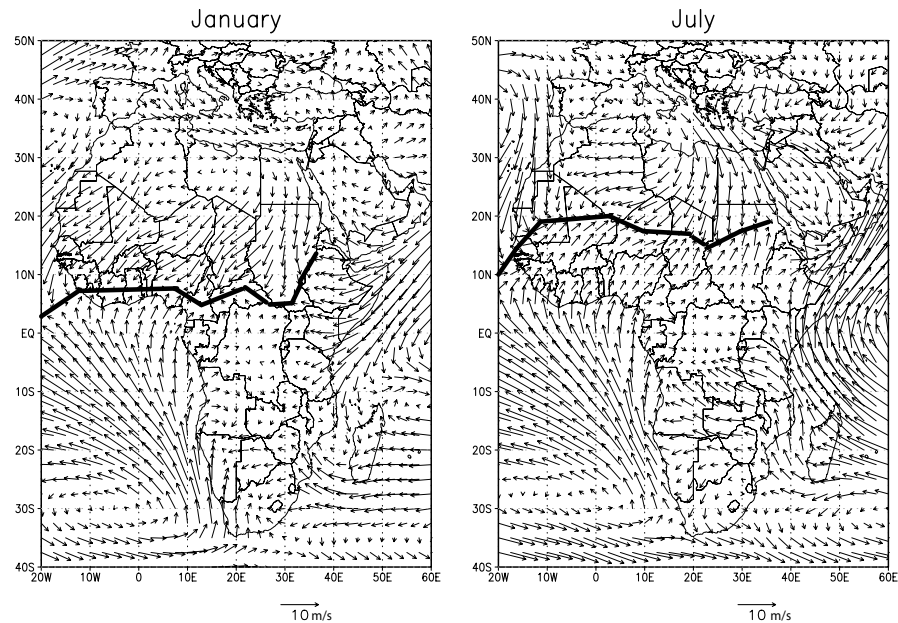 January July
50N 50N
40N 40N
30N 30N
20N 20N
10N 10N
EQ EQ
10S 10S
20S 20S
30S 30S
40S 40S
20W 10W 0 10E 20E 30E 40E 50E 60E 20W 10W 0 10E 20E 30E 40E 50E 60E
10 m/s 10 m/s